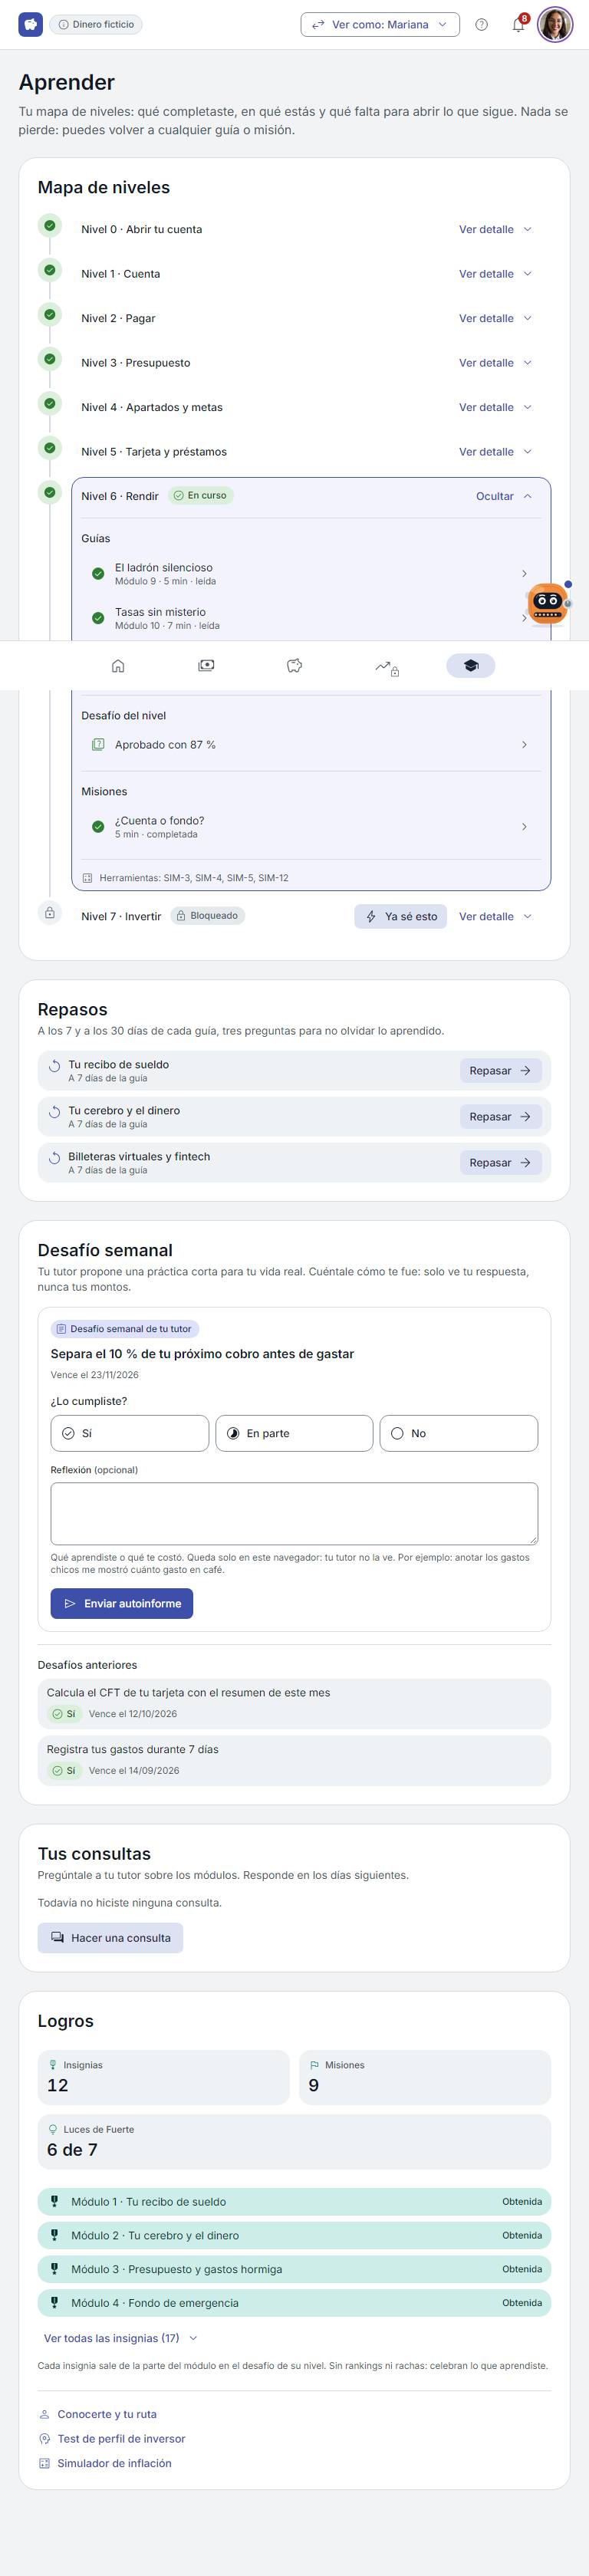 Dinero ficticio
Ver como: Mariana
8
Aprender
Tu mapa de niveles: qué completaste, en qué estás y qué falta para abrir lo que sigue. Nada se
pierde: puedes volver a cualquier guía o misión.
Mapa de niveles
Nivel 0 · Abrir tu cuenta
Ver detalle
Nivel 1 · Cuenta
Ver detalle
Nivel 2 · Pagar
Ver detalle
Nivel 3 · Presupuesto
Ver detalle
Nivel 4 · Apartados y metas
Ver detalle
Nivel 5 · Tarjeta y préstamos
Ver detalle
Nivel 6 · Rendir
En curso
Ocultar
Guías
El ladrón silencioso
Módulo 9 · 5 min · leída
Tasas sin misterio
Módulo 10 · 7 min · leída
Desafío del nivel
Aprobado con 87 %
Misiones
¿Cuenta o fondo?
5 min · completada
Herramientas: SIM-3, SIM-4, SIM-5, SIM-12
Nivel 7 · Invertir
Bloqueado
Ya sé esto
Ver detalle
Repasos
A los 7 y a los 30 días de cada guía, tres preguntas para no olvidar lo aprendido.
Tu recibo de sueldo
A 7 días de la guía
Repasar
Tu cerebro y el dinero
A 7 días de la guía
Repasar
Billeteras virtuales y fintech
A 7 días de la guía
Repasar
Desafío semanal
Tu tutor propone una práctica corta para tu vida real. Cuéntale cómo te fue: solo ve tu respuesta,
nunca tus montos.
Desafío semanal de tu tutor
Separa el 10 % de tu próximo cobro antes de gastar
Vence el 23/11/2026
¿Lo cumpliste?
Sí
En parte
No
Reflexión (opcional)
Qué aprendiste o qué te costó. Queda solo en este navegador: tu tutor no la ve. Por ejemplo: anotar los gastos
chicos me mostró cuánto gasto en café.
Enviar autoinforme
Desafíos anteriores
Calcula el CFT de tu tarjeta con el resumen de este mes
Sí
Vence el 12/10/2026
Registra tus gastos durante 7 días
Sí
Vence el 14/09/2026
Tus consultas
Pregúntale a tu tutor sobre los módulos. Responde en los días siguientes.
Todavía no hiciste ninguna consulta.
Hacer una consulta
Logros
Insignias
12
Misiones
9
Luces de Fuerte
6 de 7
Módulo 1 · Tu recibo de sueldo
Obtenida
Módulo 2 · Tu cerebro y el dinero
Obtenida
Módulo 3 · Presupuesto y gastos hormiga
Obtenida
Módulo 4 · Fondo de emergencia
Obtenida
Ver todas las insignias (17)
Cada insignia sale de la parte del módulo en el desafío de su nivel. Sin rankings ni rachas: celebran lo que aprendiste.
Conocerte y tu ruta
Test de perfil de inversor
Simulador de inflación